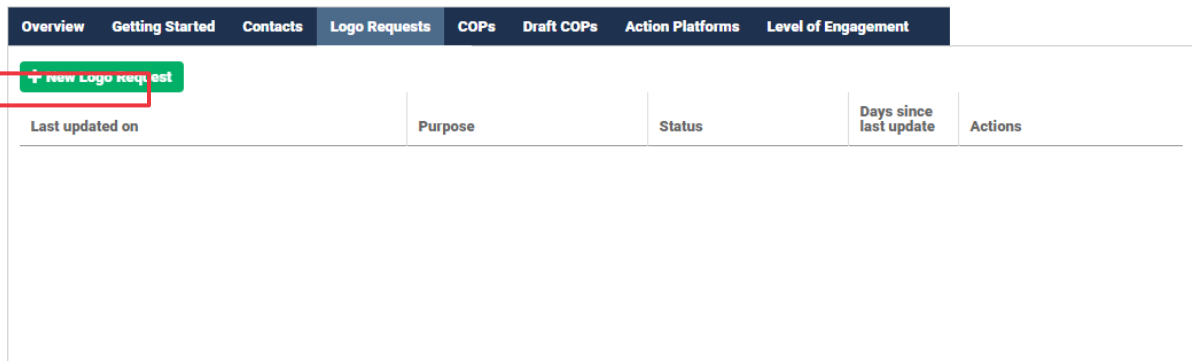 Overview Getting Started Contacts Logo Requests COPs Draft COPs Action Platforms Level of Engagement
+ New Logo Request
Last updated on Purpose Status Days since last update Actions